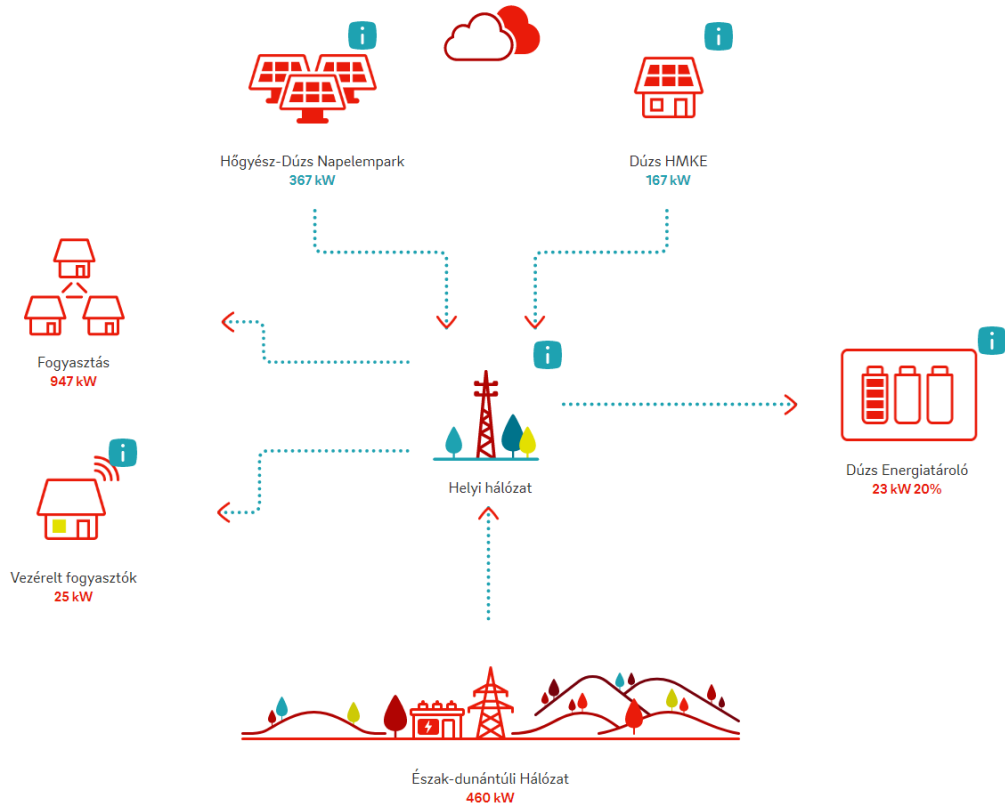 i
i
Hőgyész-Dúzs Napelempark
367 kW
Dúzs HMKE
167 kW
Fogyasztás
947 kW
i
i
Helyi hálózat
Dúzs Energiatároló
23 kW 20%
i
Vezérelt fogyasztók
25 kW
Észak-dunántúli Hálózat
460 kW